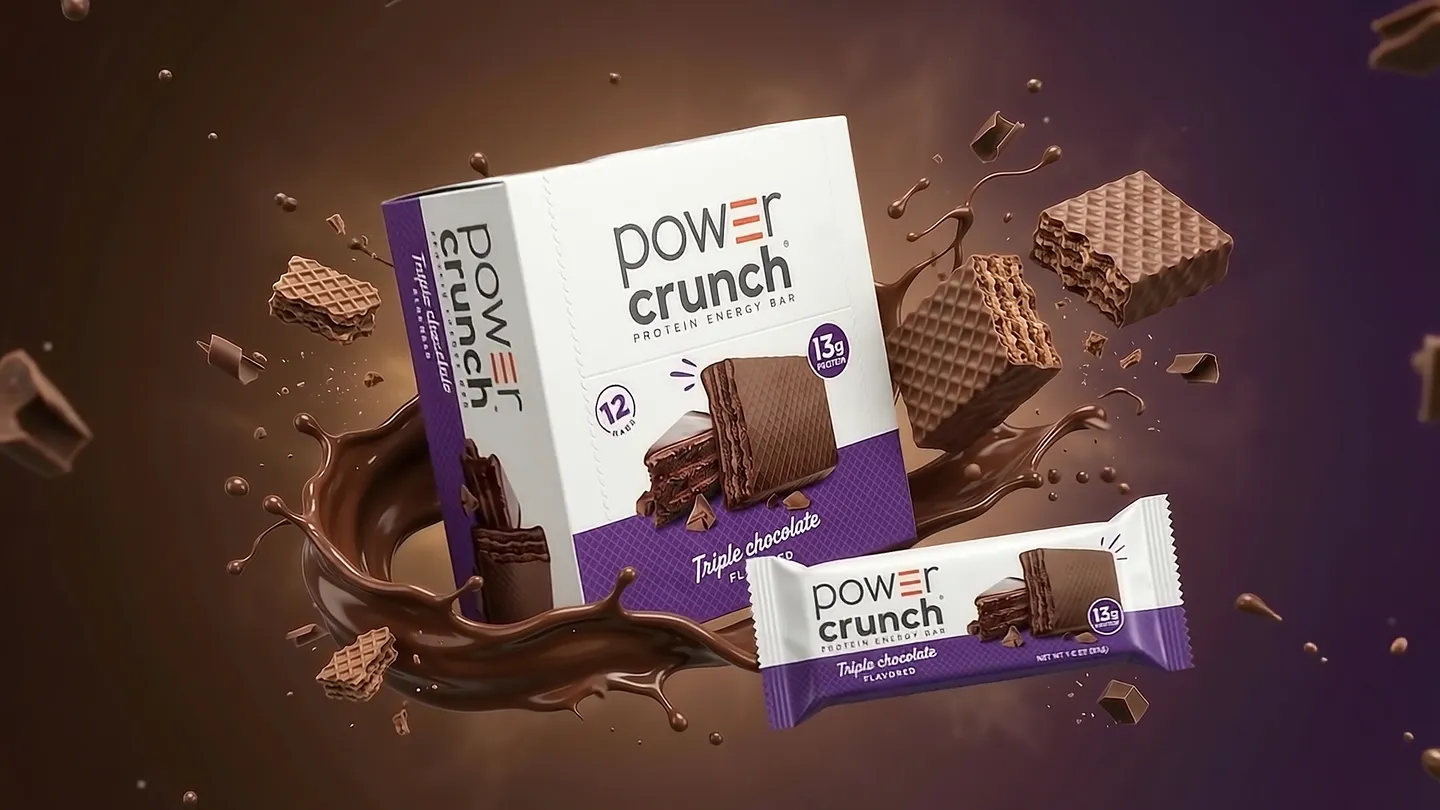 power
crunch
Triple chocolate
power
crunch®
PROTEIN ENERGY BAR
13g
PROTEIN
12
BARS
Triple chocolate
power
crunch®
PROTEIN ENERGY BAR
13g
Triple chocolate
FLAVORED